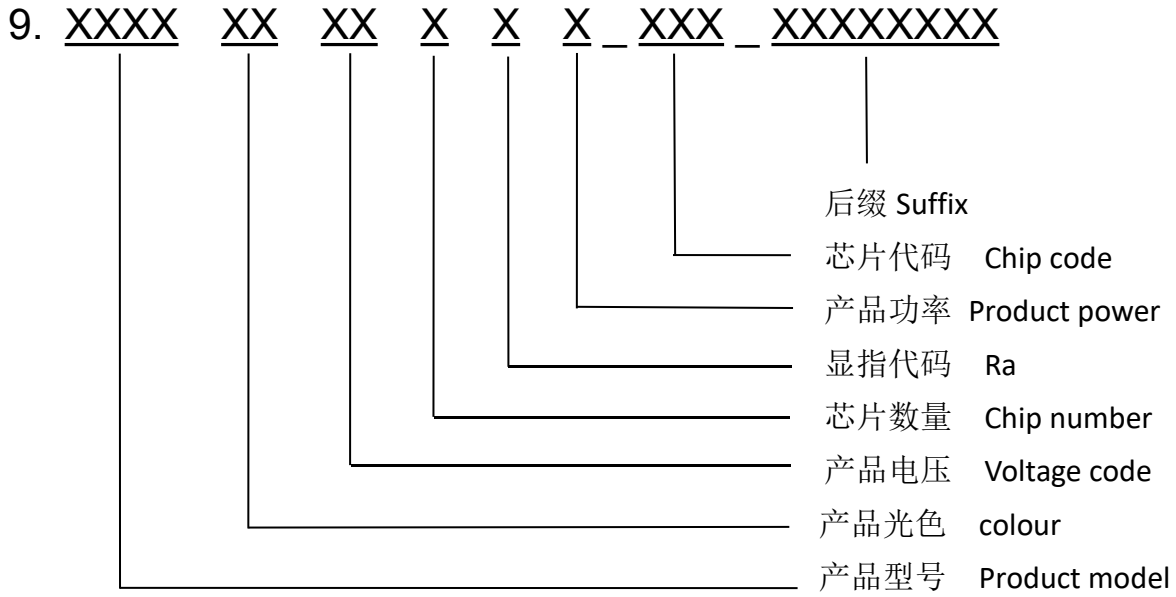 9. XXXX XX XX X X X _ XXX _ XXXXXXXX
后缀 Suffix
芯片代码 Chip code
产品功率 Product power
显指代码 Ra
芯片数量 Chip number
产品电压 Voltage code
产品光色 colour
产品型号 Product model